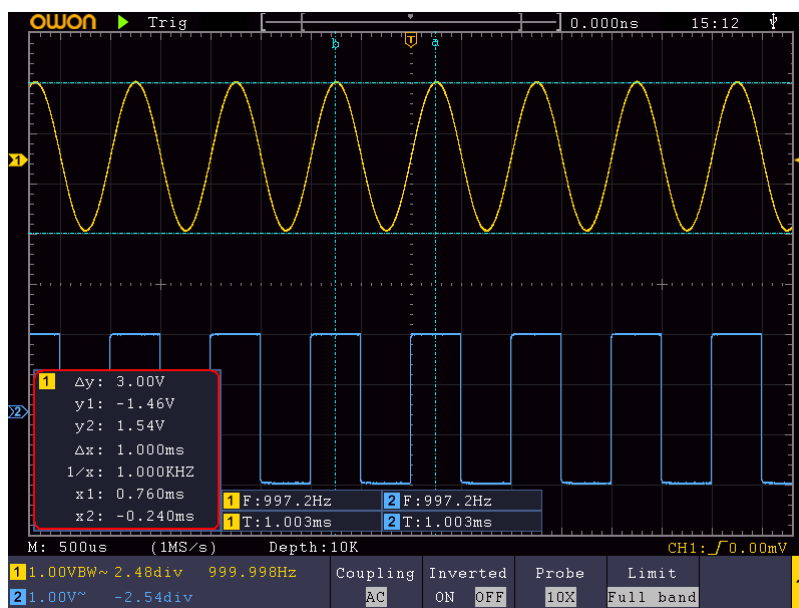 owon Trig T 0.000ns 15:12
b T a
1
1 Δy: 3.00V
y1: -1.46V
y2: 1.54V
Δx: 1.000ms
1/x: 1.000KHZ
x1: 0.760ms
x2: -0.240ms
2
1 F:997.2Hz 2 F:997.2Hz
1 T:1.003ms 2 T:1.003ms
M: 500us (1MS/s) Depth:10K CH1: 0.00mV
1 1.00VBW~ 2.48div 999.998Hz Coupling Inverted Probe Limit
2 1.00V~ -2.54div AC ON OFF 10X Full band